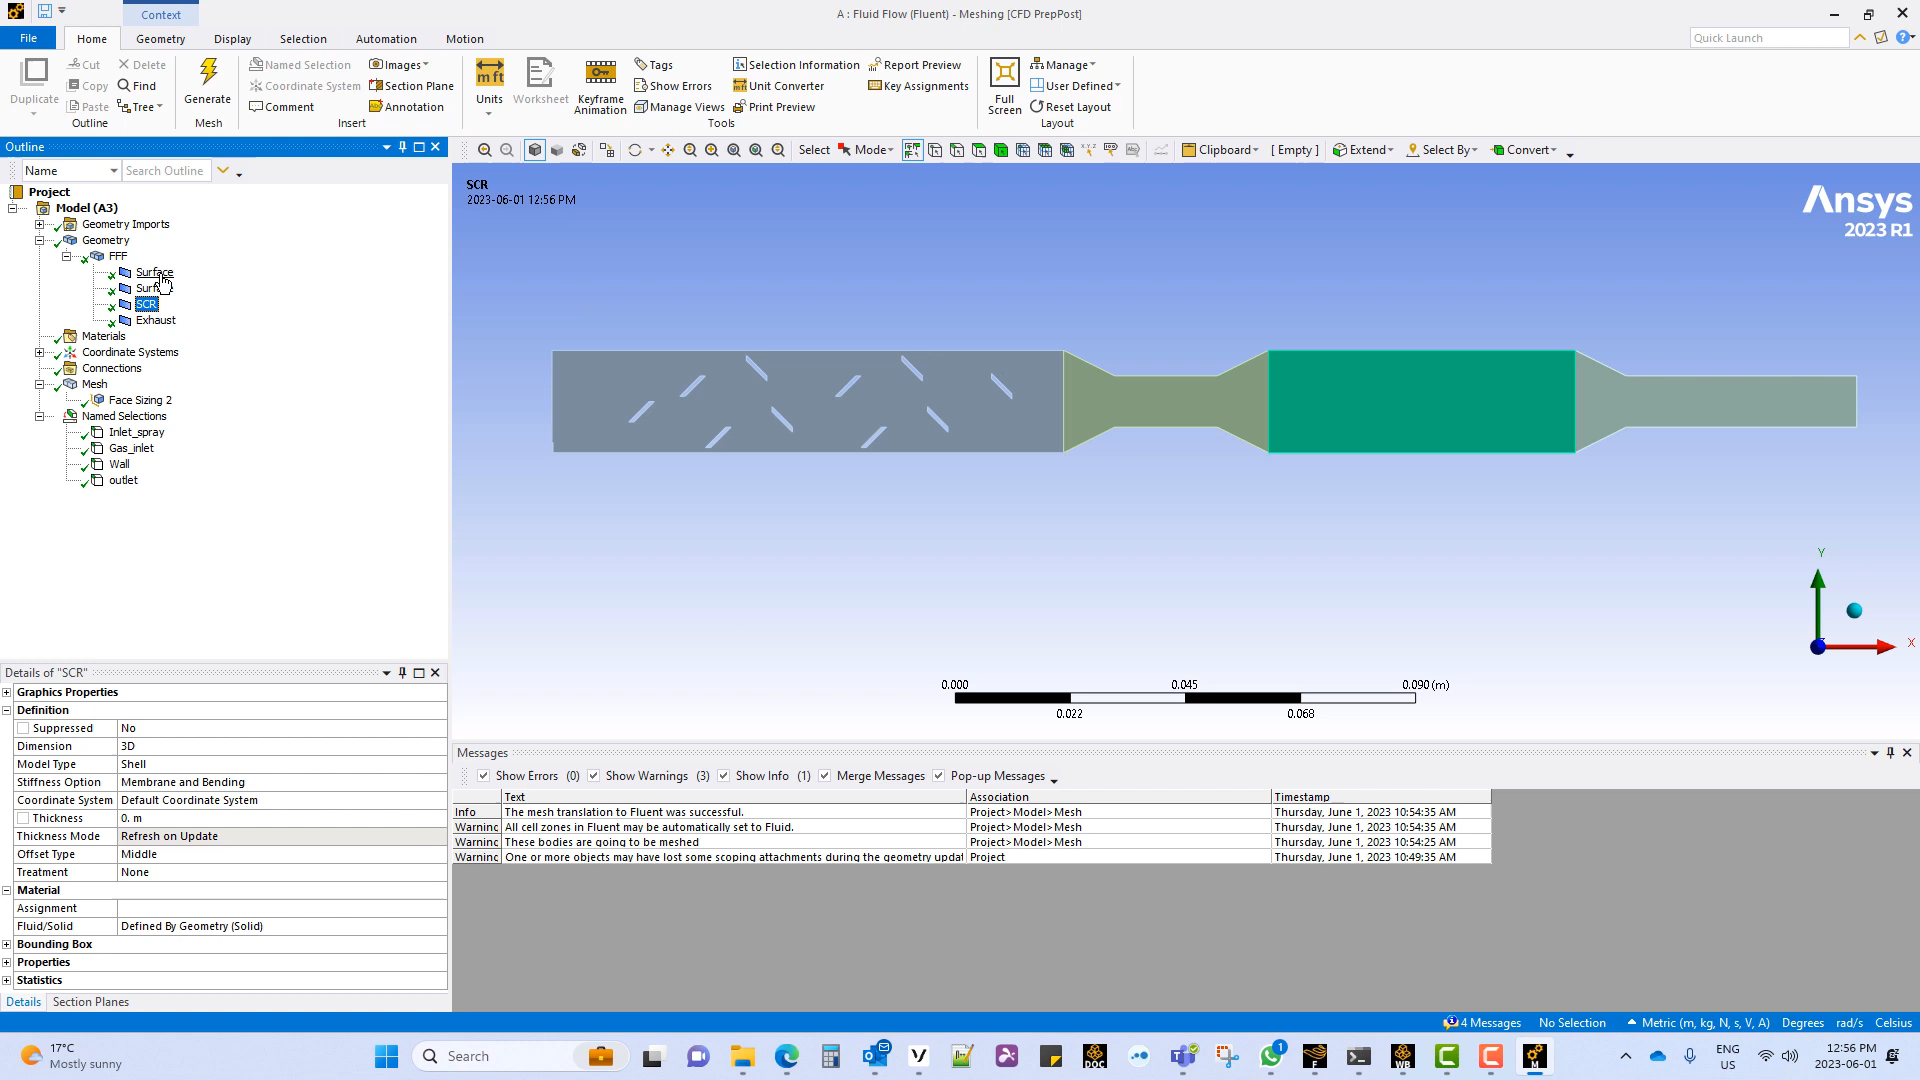 Context
A : Fluid Flow (Fluent) - Meshing [CFD PrepPost]
File
Home
Geometry
Display
Selection
Automation
Motion
Quick Launch
Duplicate
Cut
Copy
Paste
Delete
Find
Tree
Outline
Generate
Mesh
Named Selection
Coordinate System
Comment
Images
Section Plane
Annotation
Insert
mft
Units
Worksheet
Keyframe
Animation
Tags
Show Errors
Manage Views
Selection Information
Unit Converter
Print Preview
Report Preview
Key Assignments
Tools
Full
Screen
Manage
User Defined
Reset Layout
Layout
Outline
Name
Search Outline
Select
Mode
Clipboard
[ Empty ]
Extend
Select By
Convert
Project
Model (A3)
Geometry Imports
Geometry
FFF
Surface
SCR
Exhaust
Materials
Coordinate Systems
Connections
Mesh
Face Sizing 2
Named Selections
Inlet_spray
Gas_inlet
Wall
outlet
SCR
2023-06-01 12:56 PM
Ansys
2023 R1
Y
X
0.000
0.045
0.090 (m)
0.022
0.068
Details of "SCR"
Graphics Properties
Definition
Suppressed No
Dimension 3D
Model Type Shell
Stiffness Option Membrane and Bending
Coordinate System Default Coordinate System
Thickness 0. m
Thickness Mode Refresh on Update
Offset Type Middle
Treatment None
Material
Assignment
Fluid/Solid Defined By Geometry (Solid)
Bounding Box
Properties
Statistics
Details
Section Planes
Messages
Show Errors (0)
Show Warnings (3)
Show Info (1)
Merge Messages
Pop-up Messages
Text Association Timestamp
Info The mesh translation to Fluent was successful. Project>Model>Mesh Thursday, June 1, 2023 10:54:35 AM
Warninc All cell zones in Fluent may be automatically set to Fluid. Project>Model>Mesh Thursday, June 1, 2023 10:54:35 AM
Warninc These bodies are going to be meshed Project>Model>Mesh Thursday, June 1, 2023 10:54:25 AM
Warninc One or more objects may have lost some scoping attachments during the geometry updat Project Thursday, June 1, 2023 10:49:35 AM
4 Messages
No Selection
Metric (m, kg, N, s, V, A)
Degrees
rad/s
Celsius
17°C
Mostly sunny
Search
DOC
1
F
WB
M
ENG
US
12:56 PM
2023-06-01